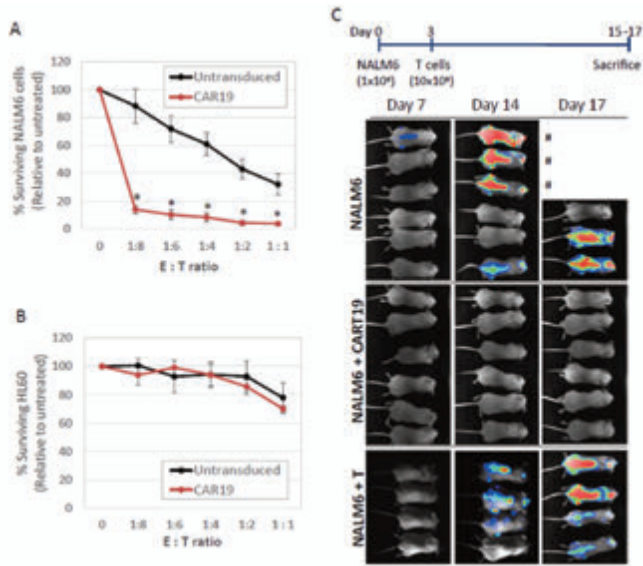 A
% Surviving NALM6 cells
(Relative to untreated)
120
100
80
60
40
20
0
Untransduced
CAR19
* * * * *
0 1:8 1:6 1:4 1:2 1 : 1
E : T ratio
B
% Surviving HL60
(Relative to untreated)
120
100
80
60
40
20
0
Untransduced
CAR19
0 1:8 1:6 1:4 1:2 1 : 1
E : T ratio
C
Day 0 3 15-17
NALM6 T cells Sacrifice
Day 7 Day 14 Day 17
NALM6
#
#
#
NALM6 + CART19
NALM6 + T